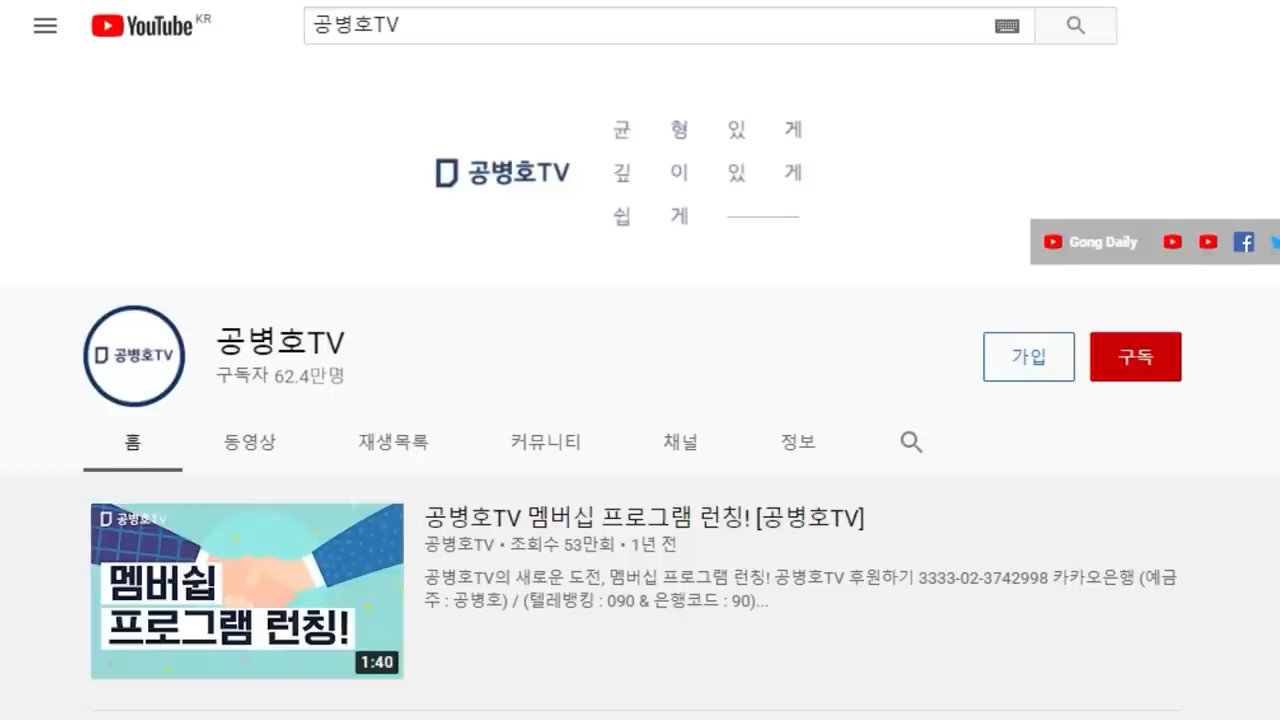 YouTube KR
공병호TV
균 형 있 게
공병호TV
깊 이 있 게
쉽 게
Gong Daily
공병호TV
공병호TV
구독자 62.4만명
가입
구독
홈
동영상
재생목록
커뮤니티
채널
정보
공병호TV
멤버쉽
프로그램 런칭!
1:40
공병호TV 멤버십 프로그램 런칭! [공병호TV]
공병호TV • 조회수 53만회 • 1년 전
공병호TV의 새로운 도전, 멤버십 프로그램 런칭! 공병호TV 후원하기 3333-02-3742998 카카오은행 (예금
주 : 공병호) / (텔레뱅킹 : 090 & 은행코드 : 90)...